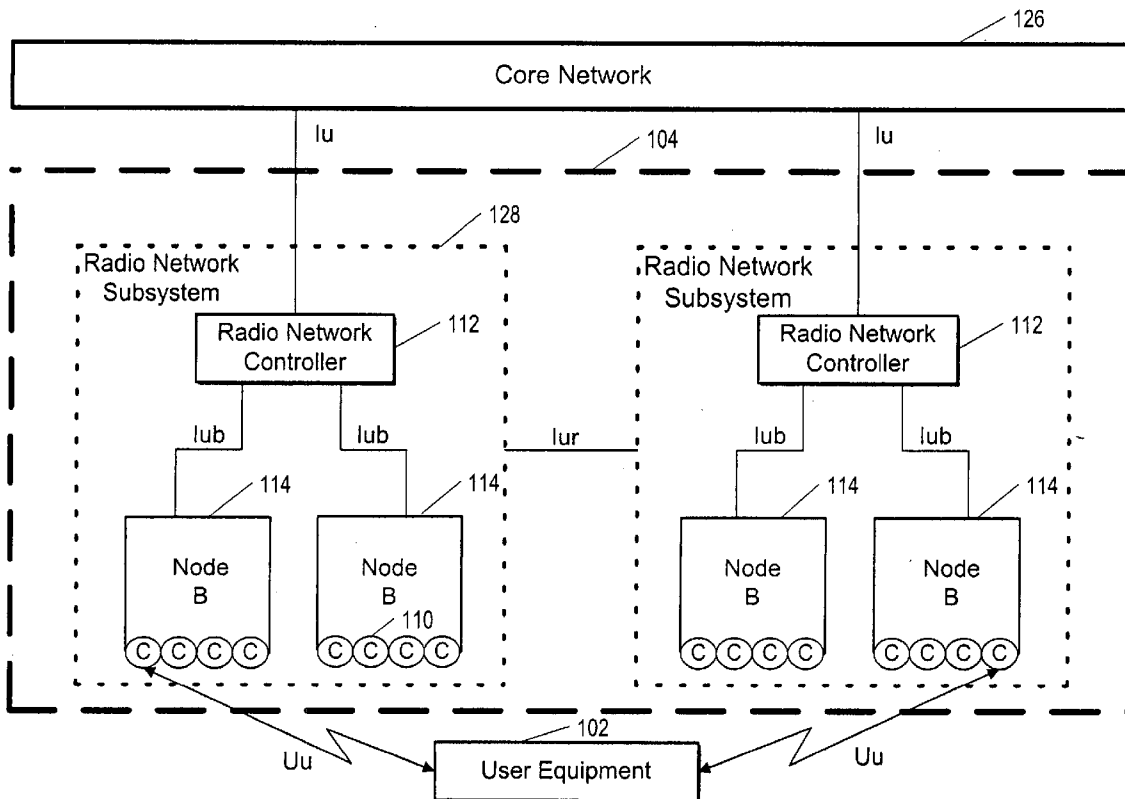 126
Core Network
Iu
104
Iu
128
Radio Network
Subsystem
Radio Network
Subsystem
Radio Network
Controller
112
Radio Network
Controller
112
Iub
Iub
Iur
Iub
Iub
114
114
114
114
Node
B
Node
B
Node
B
Node
B
110
C C C C
C C C C
C C C C
C C C C
102
Uu
User Equipment
Uu